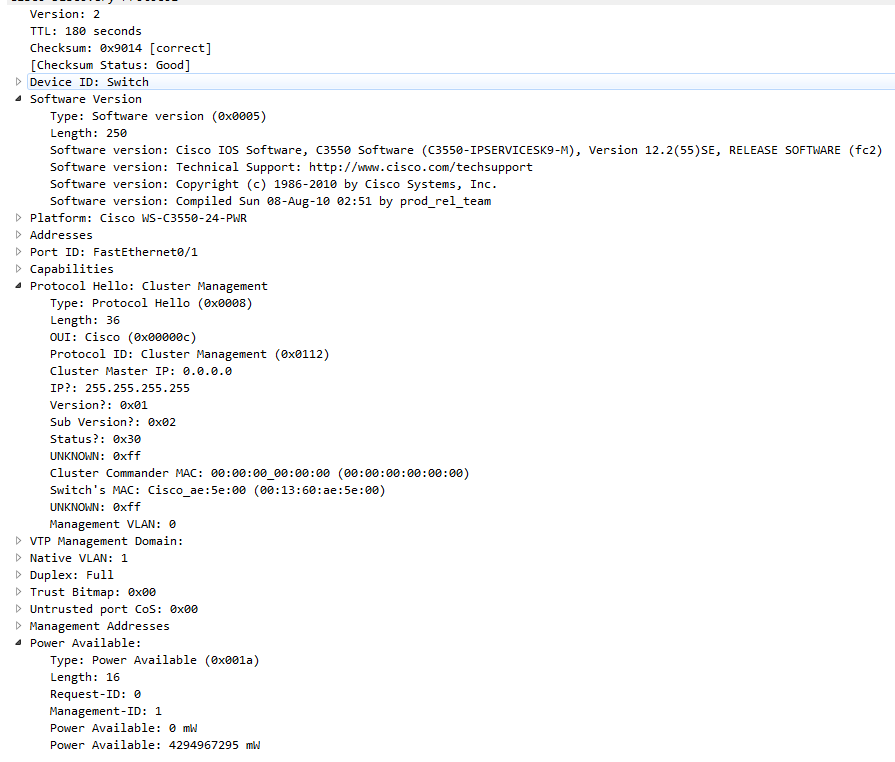 Version: 2
TTL: 180 seconds
Checksum: 0x9014 [correct]
[Checksum Status: Good]
Device ID: Switch
Software Version
Type: Software version (0x0005)
Length: 250
Software version: Cisco IOS Software, C3550 Software (C3550-IPSERVICESK9-M), Version 12.2(55)SE, RELEASE SOFTWARE (fc2)
Software version: Technical Support: http://www.cisco.com/techsupport
Software version: Copyright (c) 1986-2010 by Cisco Systems, Inc.
Software version: Compiled Sun 08-Aug-10 02:51 by prod_rel_team
Platform: Cisco WS-C3550-24-PWR
Addresses
Port ID: FastEthernet0/1
Capabilities
Protocol Hello: Cluster Management
Type: Protocol Hello (0x0008)
Length: 36
OUI: Cisco (0x00000c)
Protocol ID: Cluster Management (0x0112)
Cluster Master IP: 0.0.0.0
IP?: 255.255.255.255
Version?: 0x01
Sub Version?: 0x02
Status?: 0x30
UNKNOWN: 0xff
Cluster Commander MAC: 00:00:00_00:00:00 (00:00:00:00:00:00)
Switch's MAC: Cisco_ae:5e:00 (00:13:60:ae:5e:00)
UNKNOWN: 0xff
Management VLAN: 0
VTP Management Domain:
Native VLAN: 1
Duplex: Full
Trust Bitmap: 0x00
Untrusted port CoS: 0x00
Management Addresses
Power Available:
Type: Power Available (0x001a)
Length: 16
Request-ID: 0
Management-ID: 1
Power Available: 0 mW
Power Available: 4294967295 mW